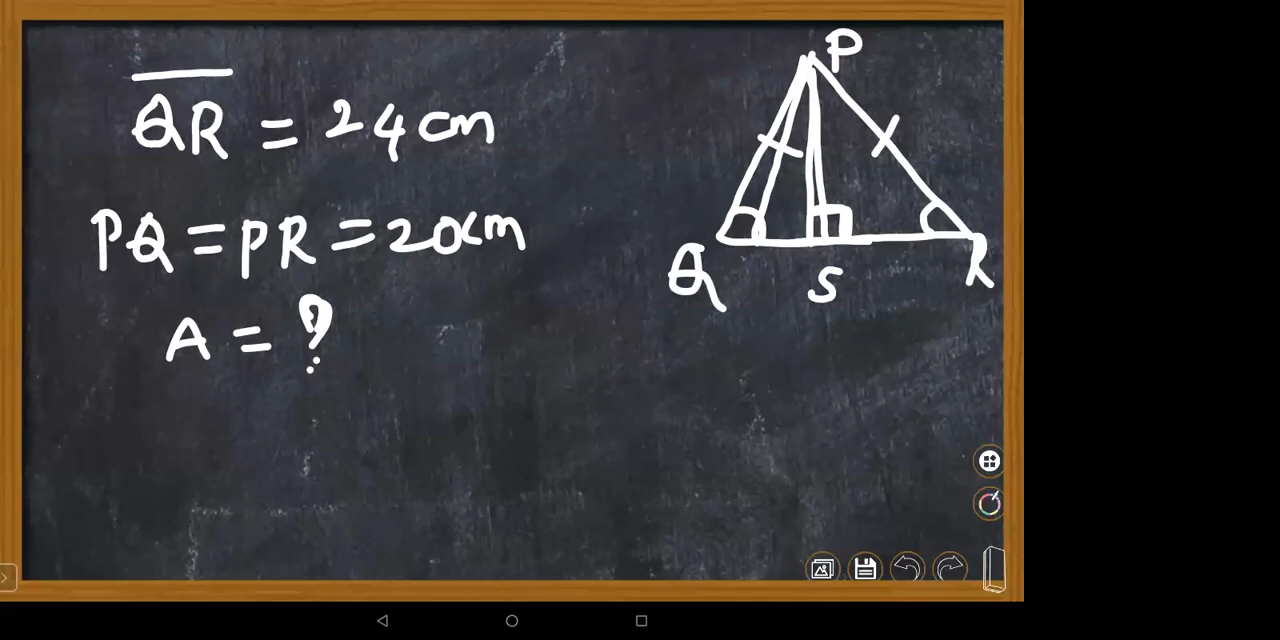 QR = 24 cm
PQ = PR = 20cm
A = ?
P
Q
S
R